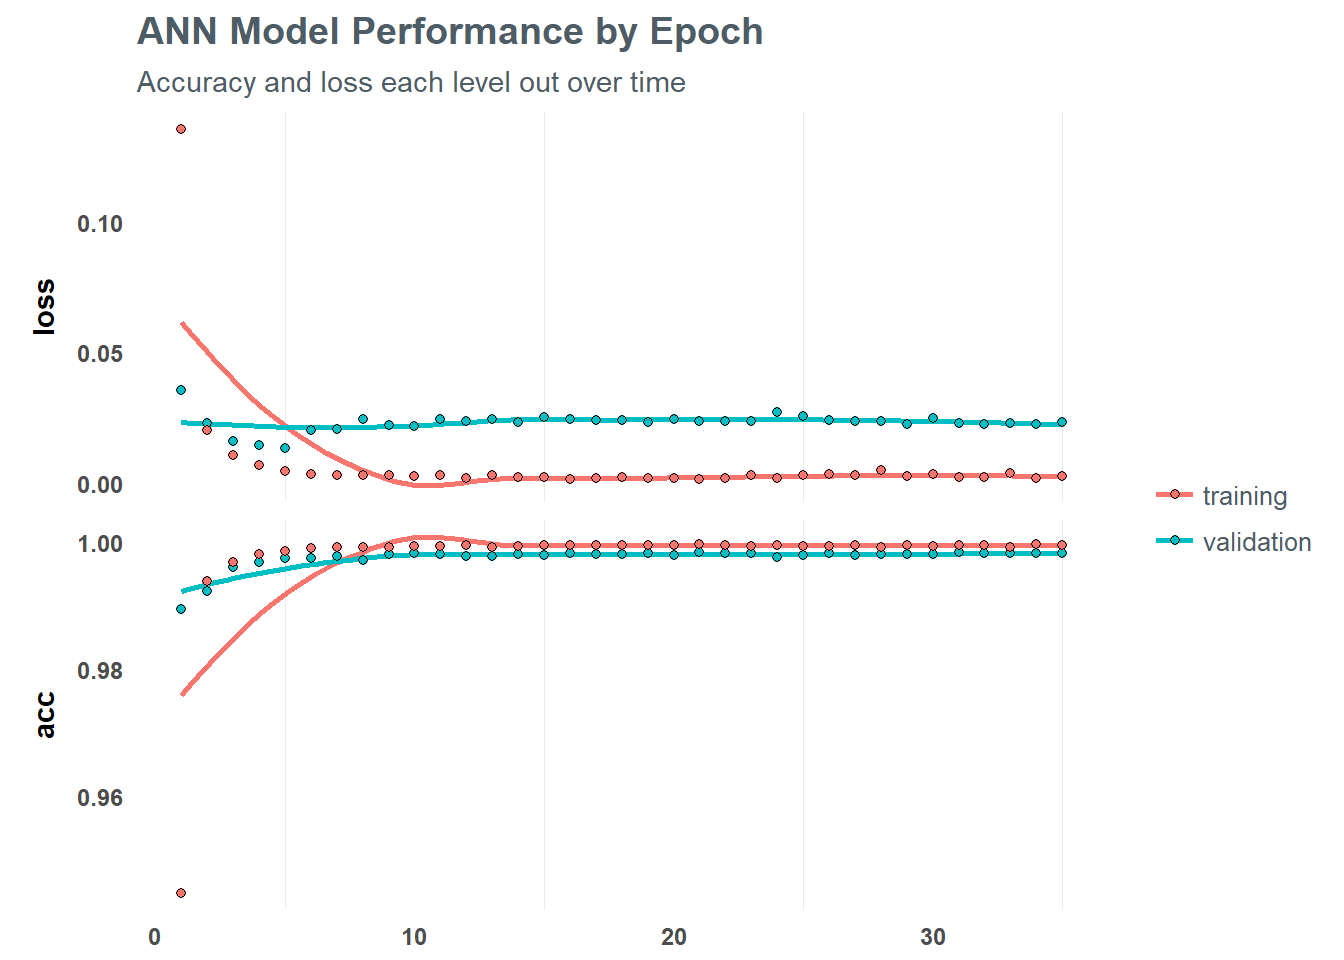 ANN Model Performance by Epoch
Accuracy and loss each level out over time
loss
0.10
0.05
0.00
acc
1.00
0.98
0.96
0
10
20
30
training
validation